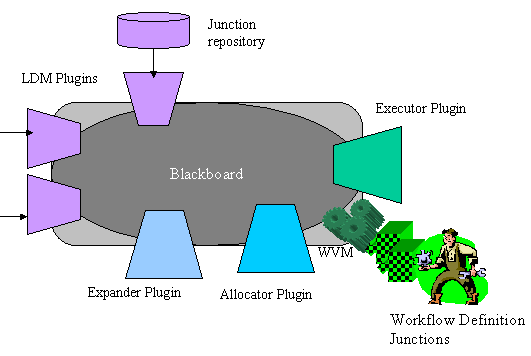 Junction
repository
LDM Plugins
Executor Plugin
Blackboard
WVM
Expander Plugin
Allocator Plugin
Workflow Definition
Junctions